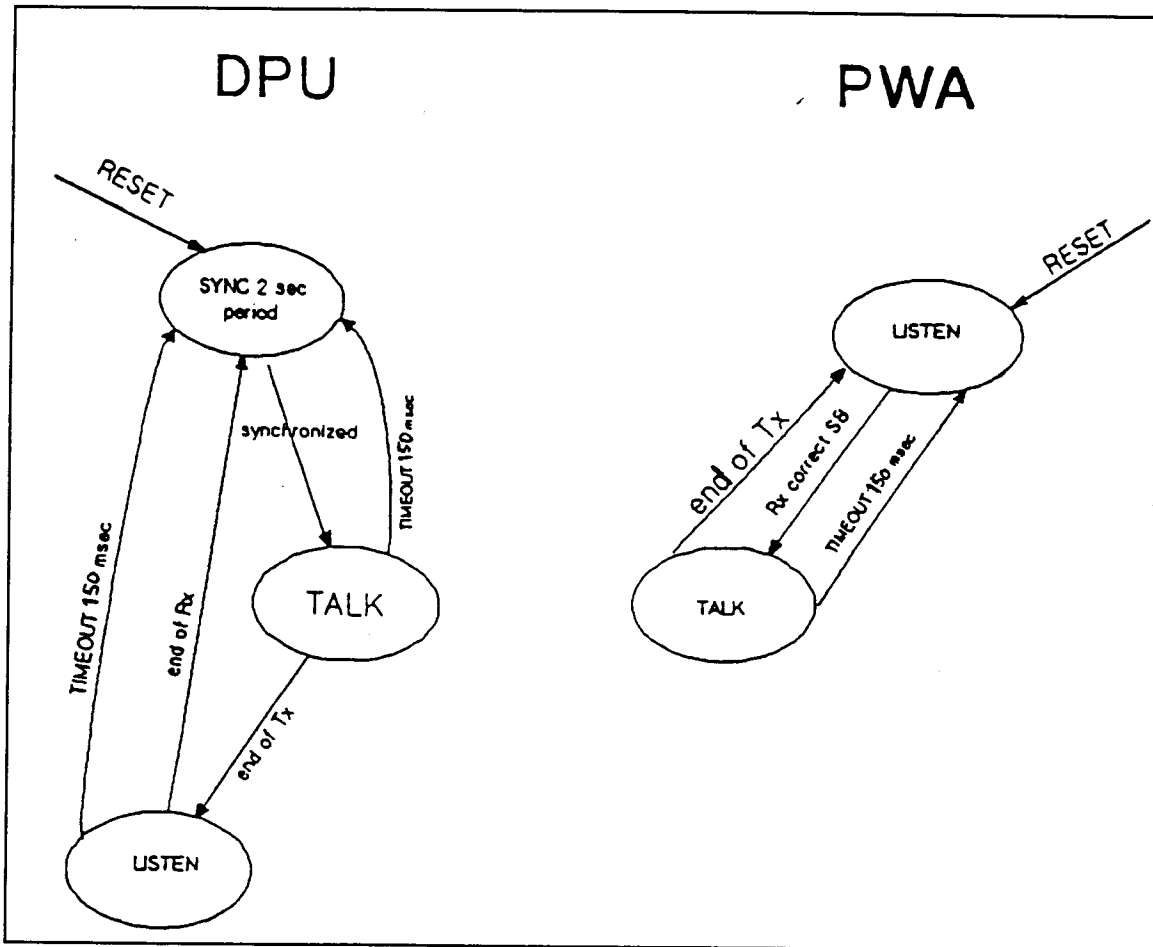 DPU
PWA
RESET
SYNC 2 sec
period
synchronized
TIMEOUT 150 msec
TIMEOUT 150 msec
end of Rx
TALK
end of Tx
LISTEN
RESET
LISTEN
end of Tx
Rx correct SB
TIMEOUT 150 msec
TALK